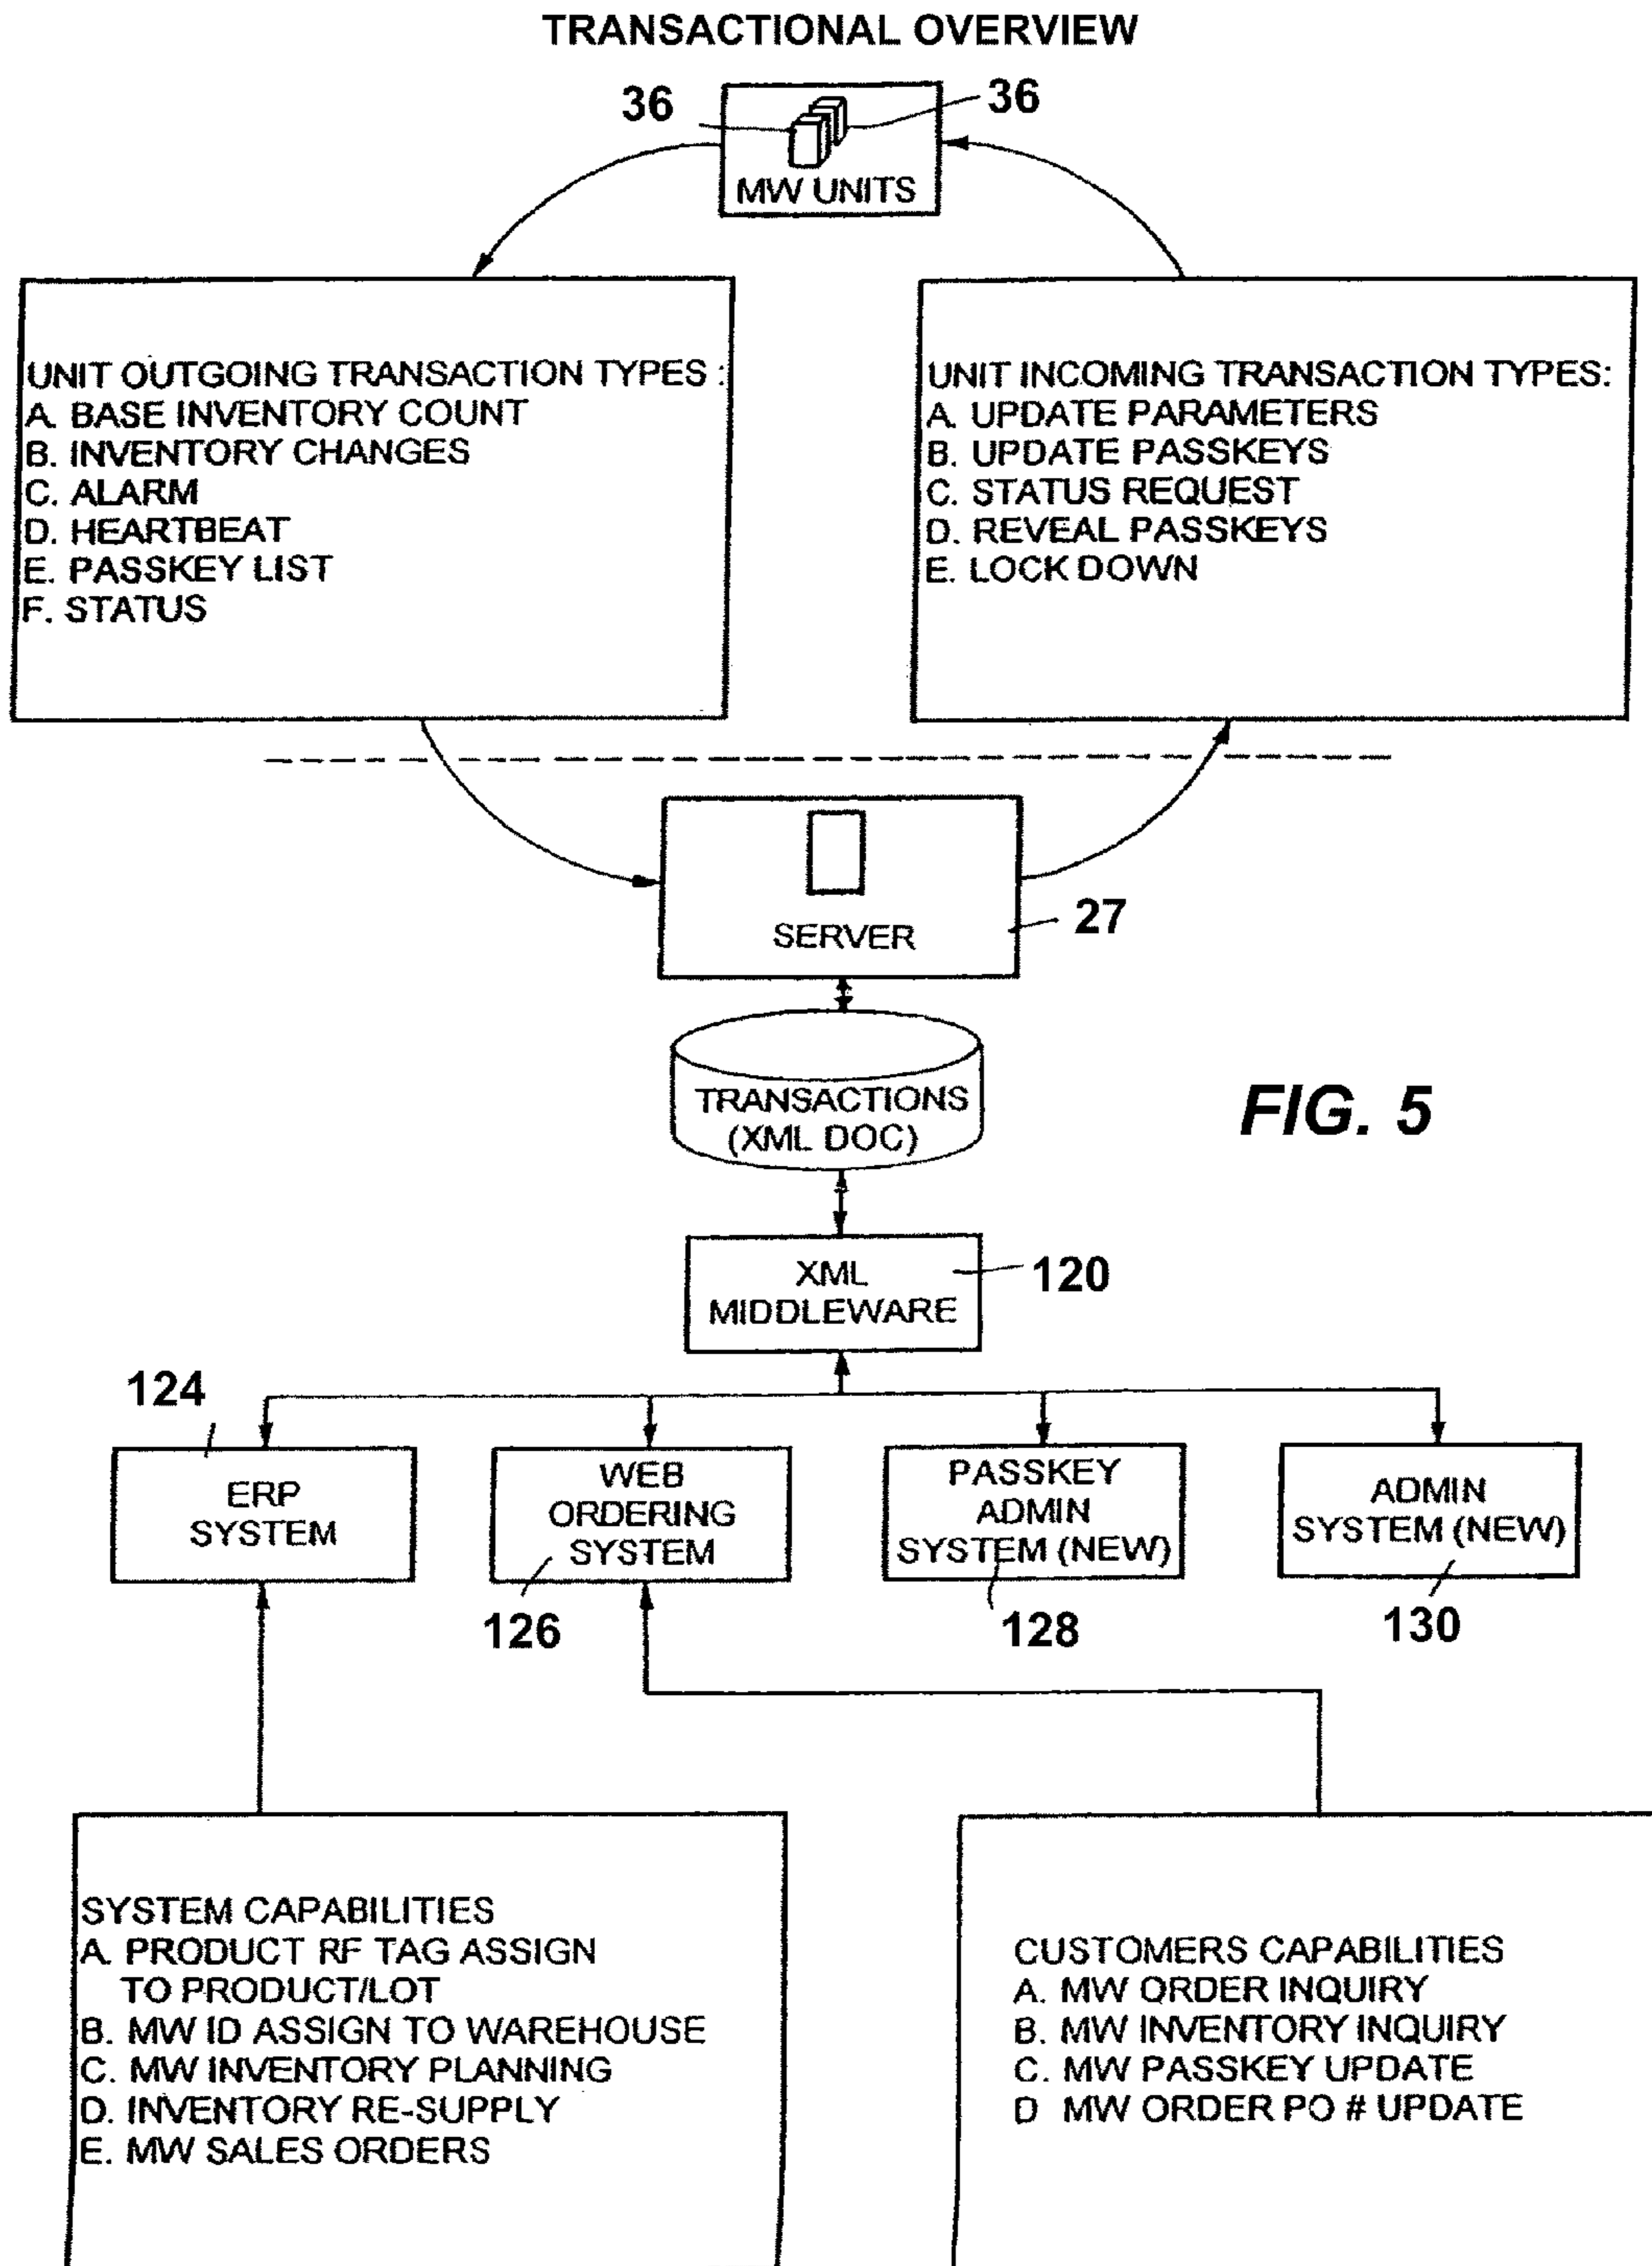 TRANSACTIONAL OVERVIEW
36
36
MW UNITS
UNIT OUTGOING TRANSACTION TYPES :
A. BASE INVENTORY COUNT
B. INVENTORY CHANGES
C. ALARM
D. HEARTBEAT
E. PASSKEY LIST
F. STATUS
UNIT INCOMING TRANSACTION TYPES:
A. UPDATE PARAMETERS
B. UPDATE PASSKEYS
C. STATUS REQUEST
D. REVEAL PASSKEYS
E. LOCK DOWN
SERVER
27
TRANSACTIONS
(XML DOC)
FIG. 5
XML
MIDDLEWARE
120
124
ERP
SYSTEM
WEB
ORDERING
SYSTEM
126
PASSKEY
ADMIN
SYSTEM (NEW)
128
ADMIN
SYSTEM (NEW)
130
SYSTEM CAPABILITIES
A. PRODUCT RF TAG ASSIGN
TO PRODUCT/LOT
B. MW ID ASSIGN TO WAREHOUSE
C. MW INVENTORY PLANNING
D. INVENTORY RE-SUPPLY
E. MW SALES ORDERS
CUSTOMERS CAPABILITIES
A. MW ORDER INQUIRY
B. MW INVENTORY INQUIRY
C. MW PASSKEY UPDATE
D MW ORDER PO # UPDATE